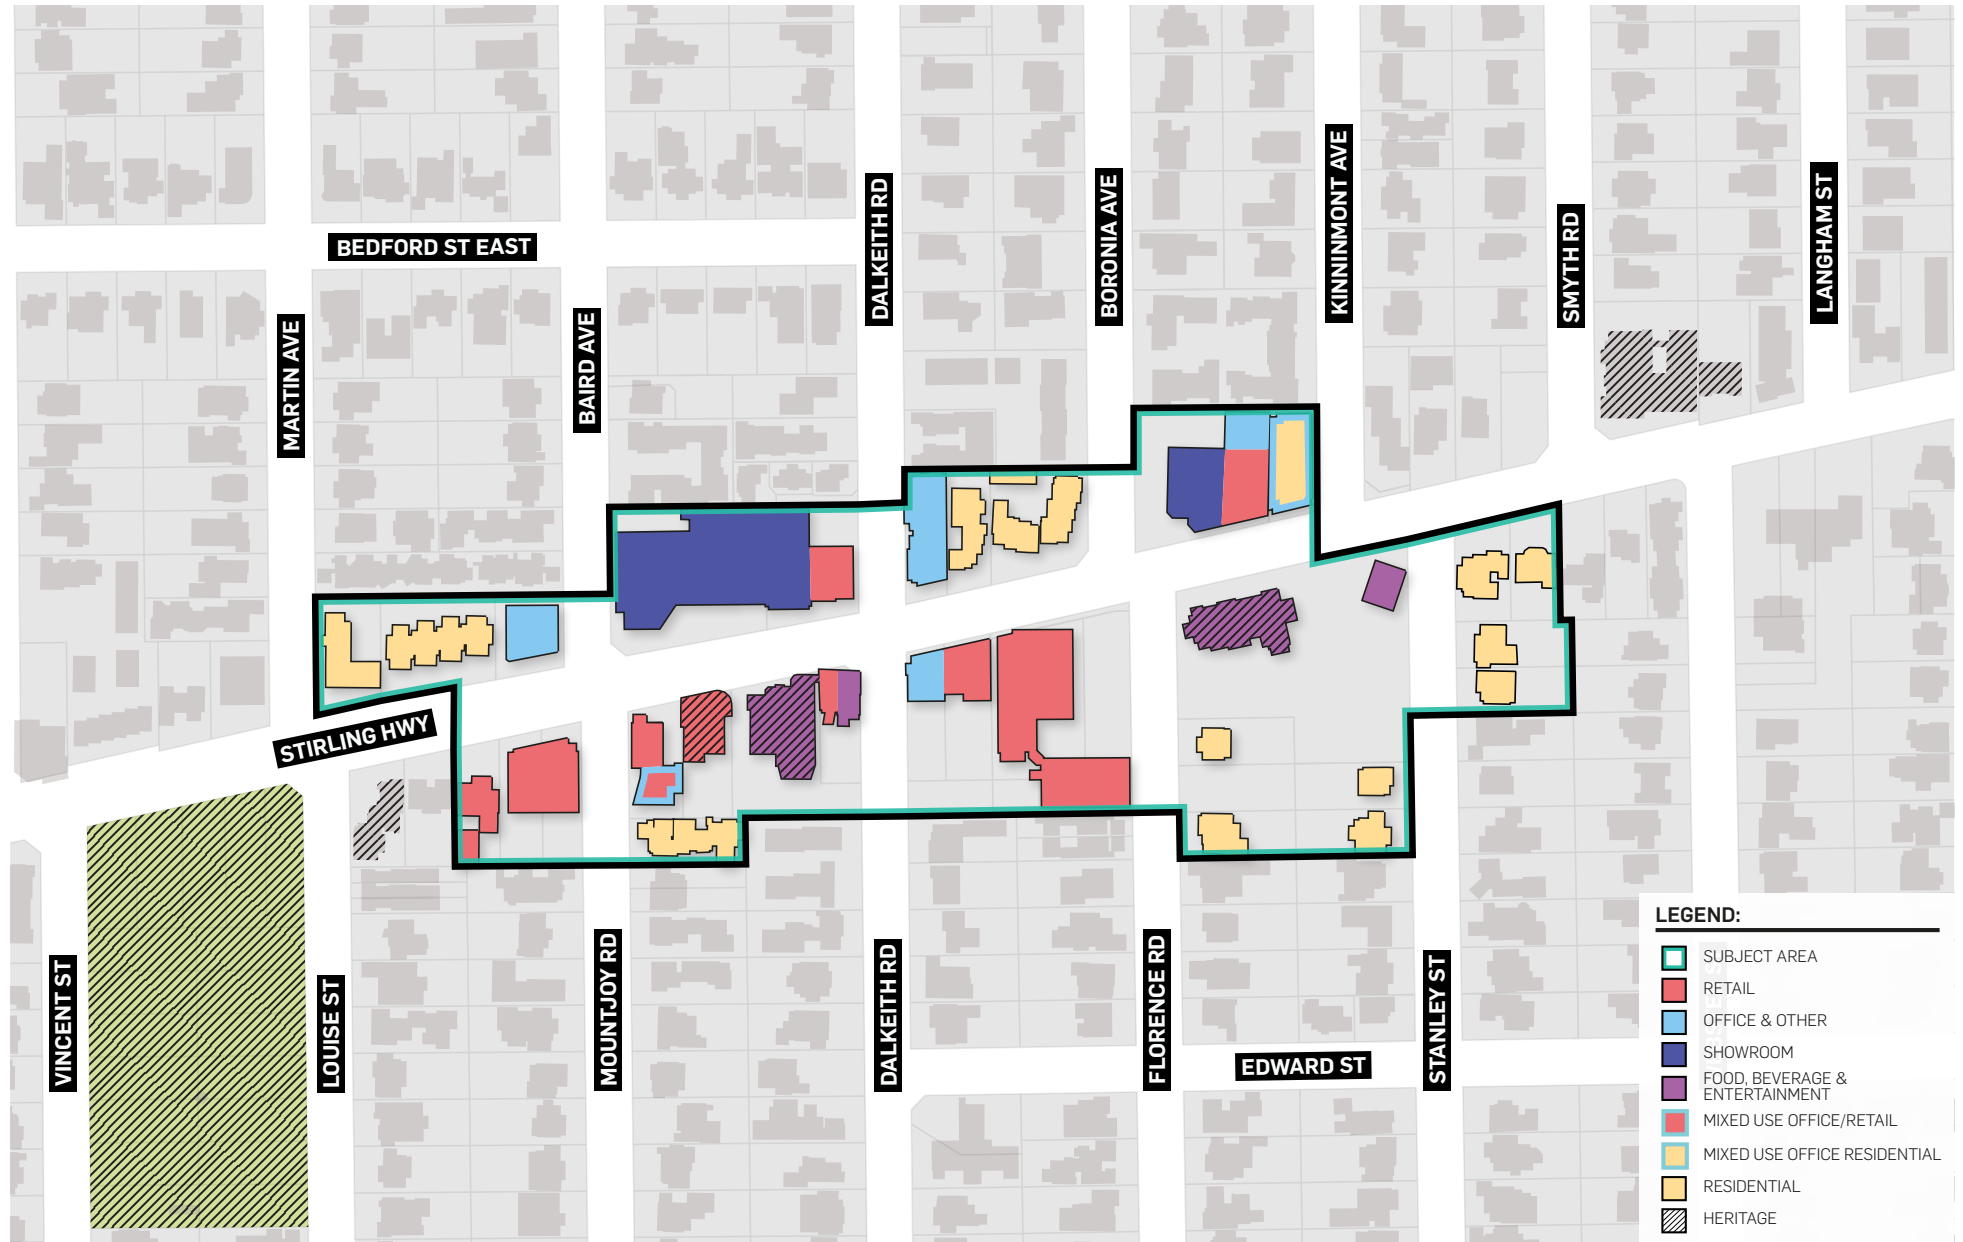 BEDFORD ST EAST
MARTIN AVE
BAIRD AVE
DALKEITH RD
BORONIA AVE
KINNINMONT AVE
SMYTH RD
LANGHAM ST
STIRLING HWY
VINCENT ST
LOUISE ST
MOUNTJOY RD
DALKEITH RD
FLORENCE RD
EDWARD ST
STANLEY ST
LEGEND:
SUBJECT AREA
RETAIL
OFFICE & OTHER
SHOWROOM
FOOD, BEVERAGE &
ENTERTAINMENT
MIXED USE OFFICE/RETAIL
MIXED USE OFFICE RESIDENTIAL
RESIDENTIAL
HERITAGE